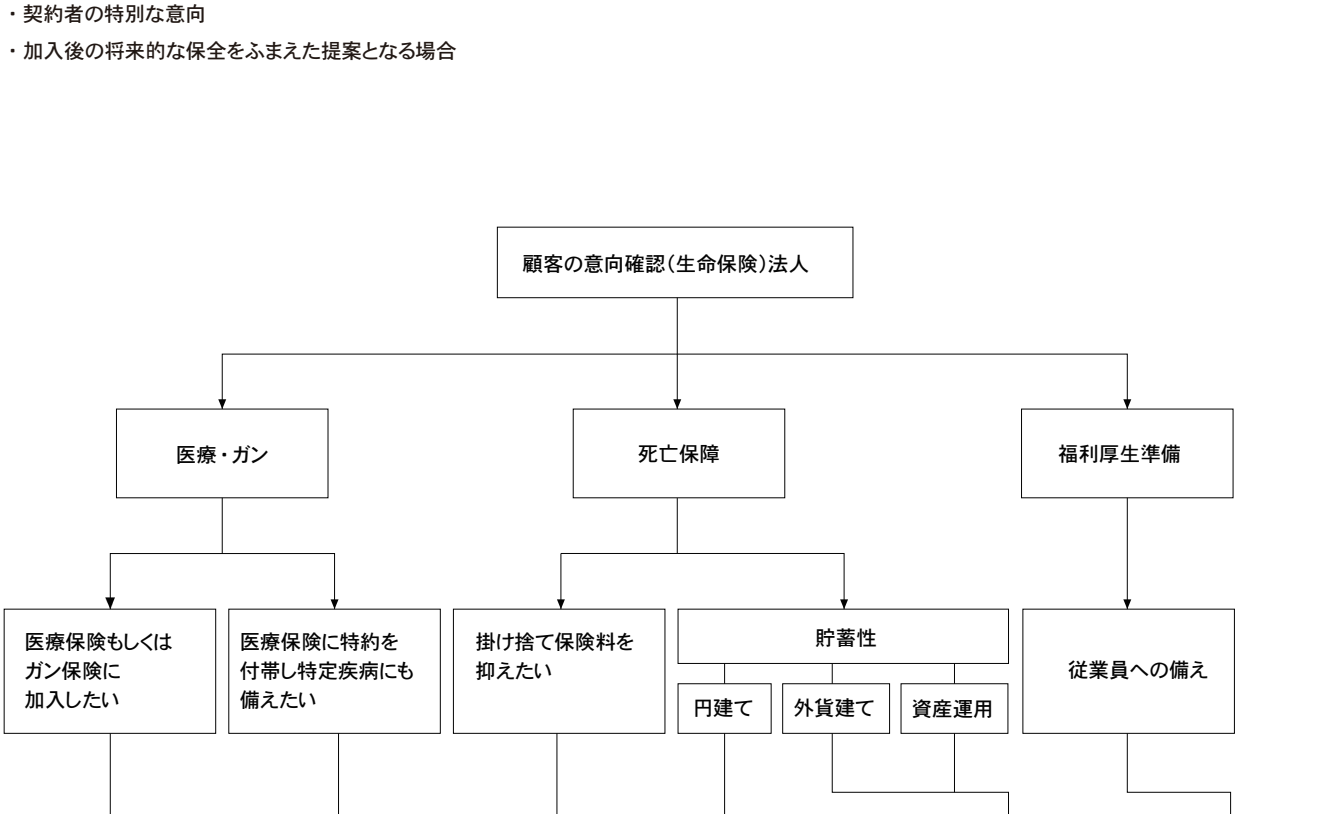 ・契約者の特別な意向
・加入後の将来的な保全をふまえた提案となる場合
顧客の意向確認(生命保険)法人
医療・ガン
死亡保障
福利厚生準備
医療保険もしくは
ガン保険に
加入したい
医療保険に特約を
付帯し特定疾病にも
備えたい
掛け捨て保険料を
抑えたい
貯蓄性
円建て
外貨建て
資産運用
従業員への備え